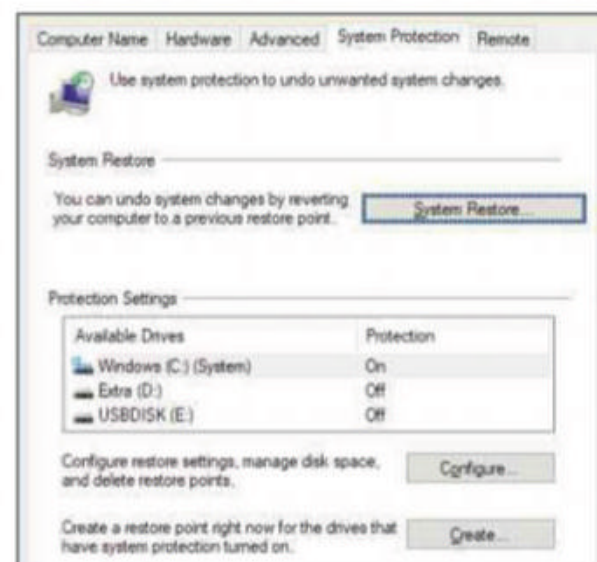 Computer Name Hardware Advanced System Protection Remote
Use system protection to undo unwanted system changes.
System Restore
You can undo system changes by reverting
your computer to a previous restore point.
System Restore...
Protection Settings
Available Drives Protection
Windows (C:) (System) On
Extra (D:) Off
USBDISK (E:) Off
Configure restore settings, manage disk space,
and delete restore points.
Configure...
Create a restore point right now for the drives that
have system protection turned on.
Create...